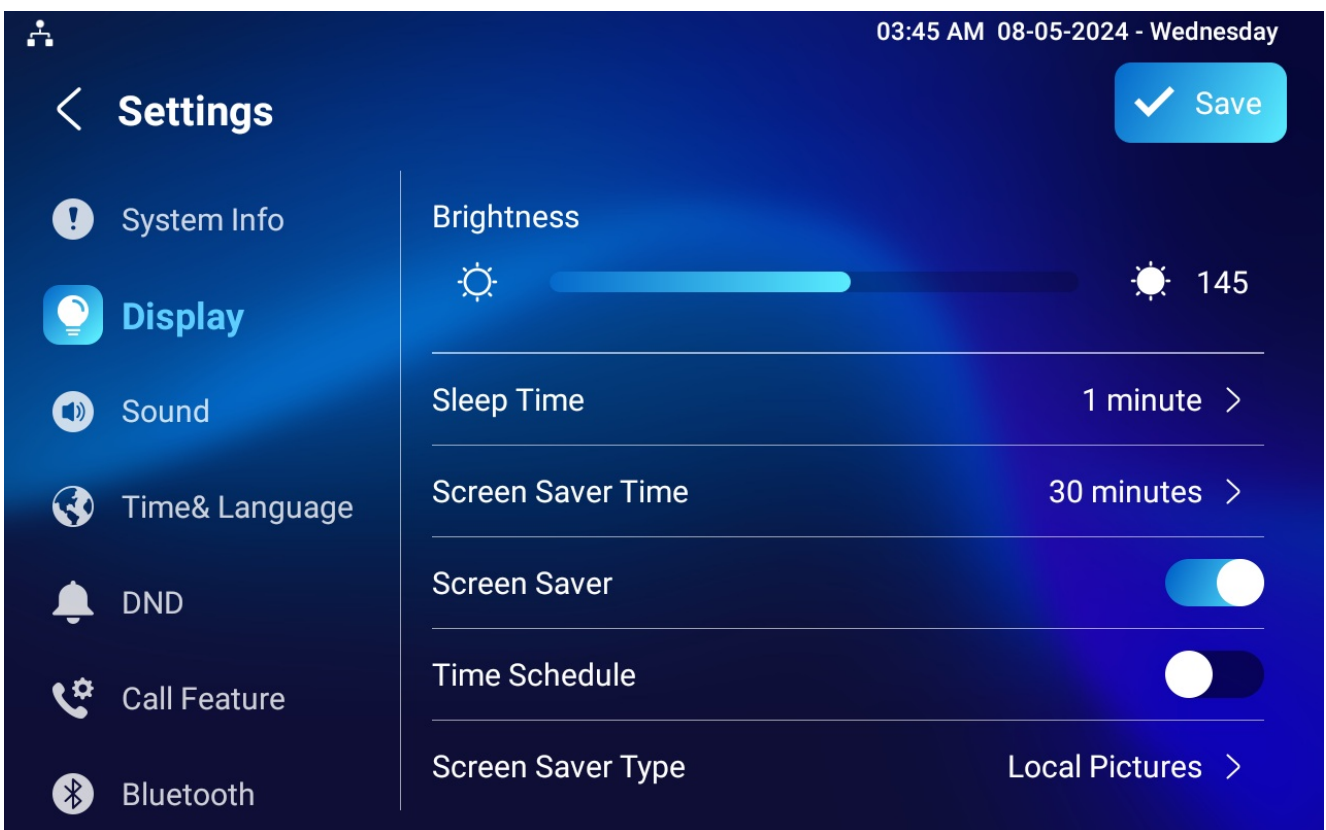 03:45 AM 08-05-2024 - Wednesday
Settings
Save
System Info
Display
Sound
Time& Language
DND
Call Feature
Bluetooth
Brightness
145
Sleep Time 1 minute
Screen Saver Time 30 minutes
Screen Saver
Time Schedule
Screen Saver Type Local Pictures